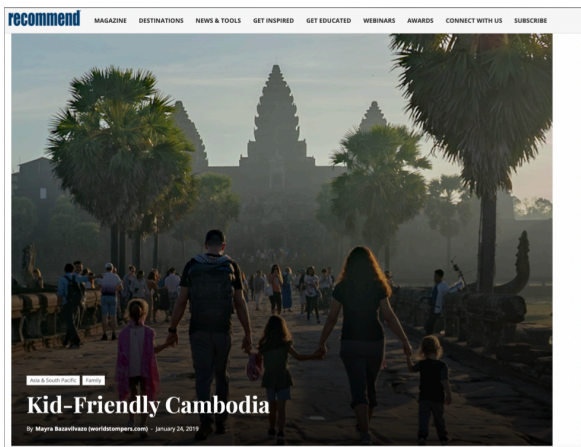 recommend
MAGAZINE DESTINATIONS NEWS & TOOLS GET INSPIRED GET EDUCATED WEBINARS AWARDS CONNECT WITH US SUBSCRIBE
Asia & South Pacific Family
Kid-Friendly Cambodia
By Mayra Bazavilvazo (worldstompers.com) - January 24, 2019